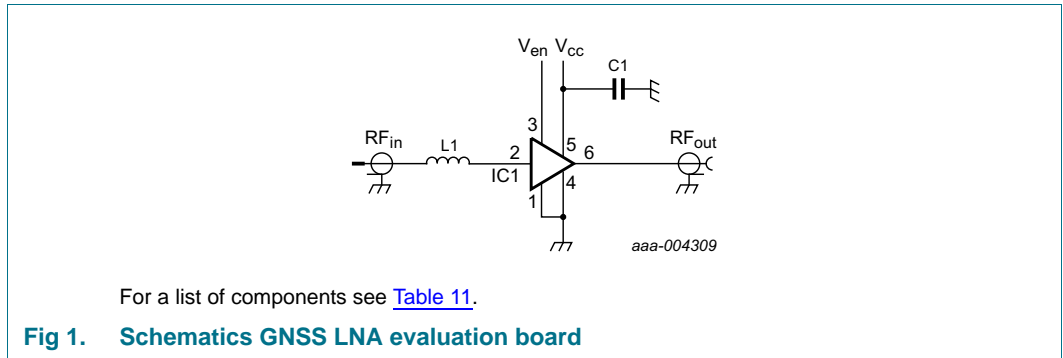 Ven Vcc
C1
3
RFin
L1
2
5
6
RFout
IC1
1
4
aaa-004309
For a list of components see Table 11.
Fig 1. Schematics GNSS LNA evaluation board